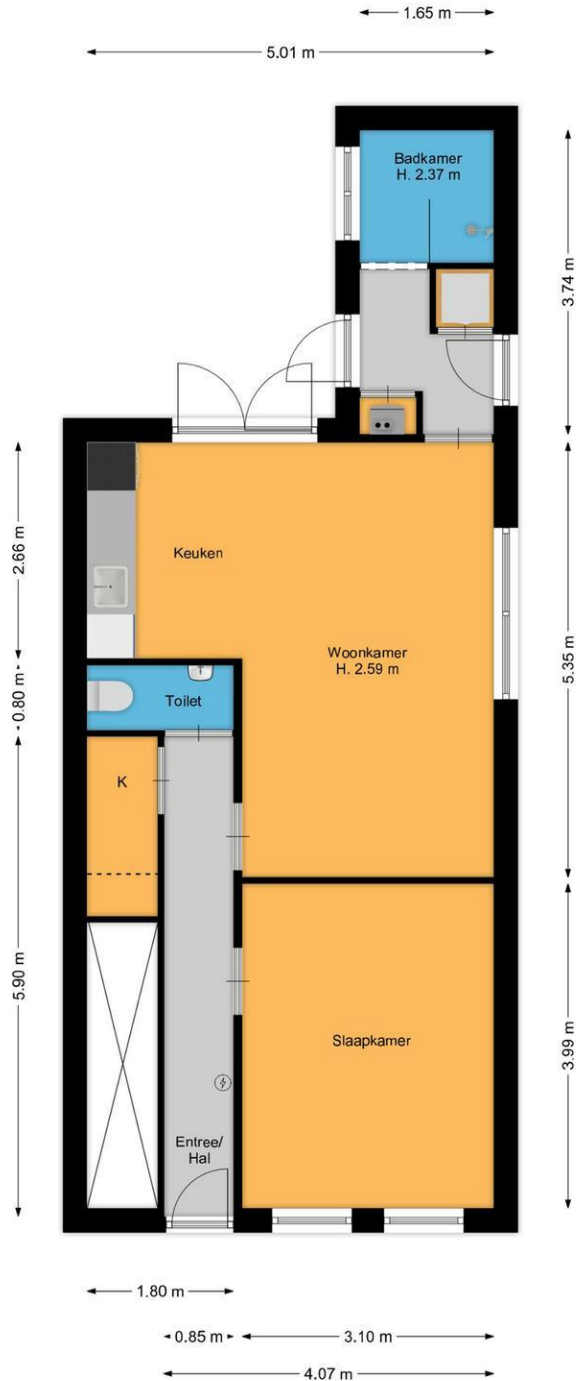 1.65 m
5.01 m
Badkamer
H. 2.37 m
3.74 m
2.66 m
Keuken
Woonkamer
H. 2.59 m
5.35 m
0.80 m
Toilet
K
5.90 m
Slaapkamer
3.99 m
Entree/
Hal
1.80 m
0.85 m
3.10 m
4.07 m